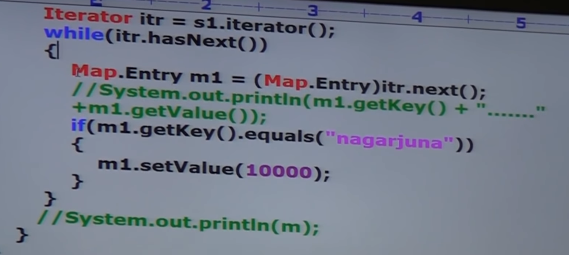 2 3 4 5
Iterator itr = s1.iterator();
while(itr.hasNext())
{
Map.Entry m1 = (Map.Entry)itr.next();
//System.out.println(m1.getKey() + "......."
+m1.getValue());
if(m1.getKey().equals("nagarjuna"))
{
m1.setValue(10000);
}
}
//System.out.println(m);
}